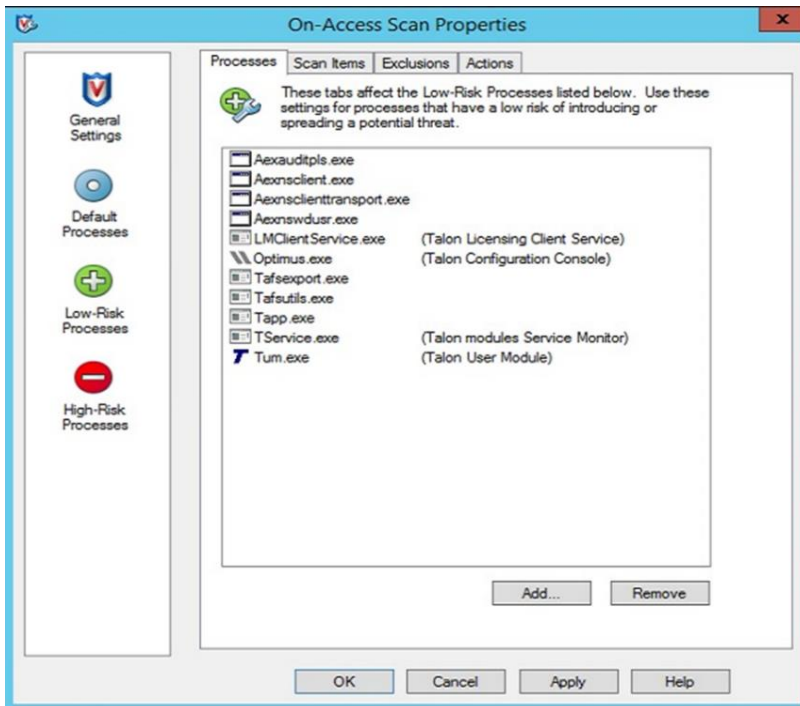 On-Access Scan Properties
x
General
Settings
Default
Processes
Low-Risk
Processes
High-Risk
Processes
Processes Scan Items Exclusions Actions
These tabs affect the Low-Risk Processes listed below. Use these
settings for processes that have a low risk of introducing or
spreading a potential threat.
Aexauditpls.exe
Aexnsclient.exe
Aexnsclienttransport.exe
Aexnswdusr.exe
LMClientService.exe (Talon Licensing Client Service)
Optimus.exe (Talon Configuration Console)
Tafsexport.exe
Tafsutils.exe
Tapp.exe
TService.exe (Talon modules Service Monitor)
Tum.exe (Talon User Module)
Add... Remove
OK Cancel Apply Help